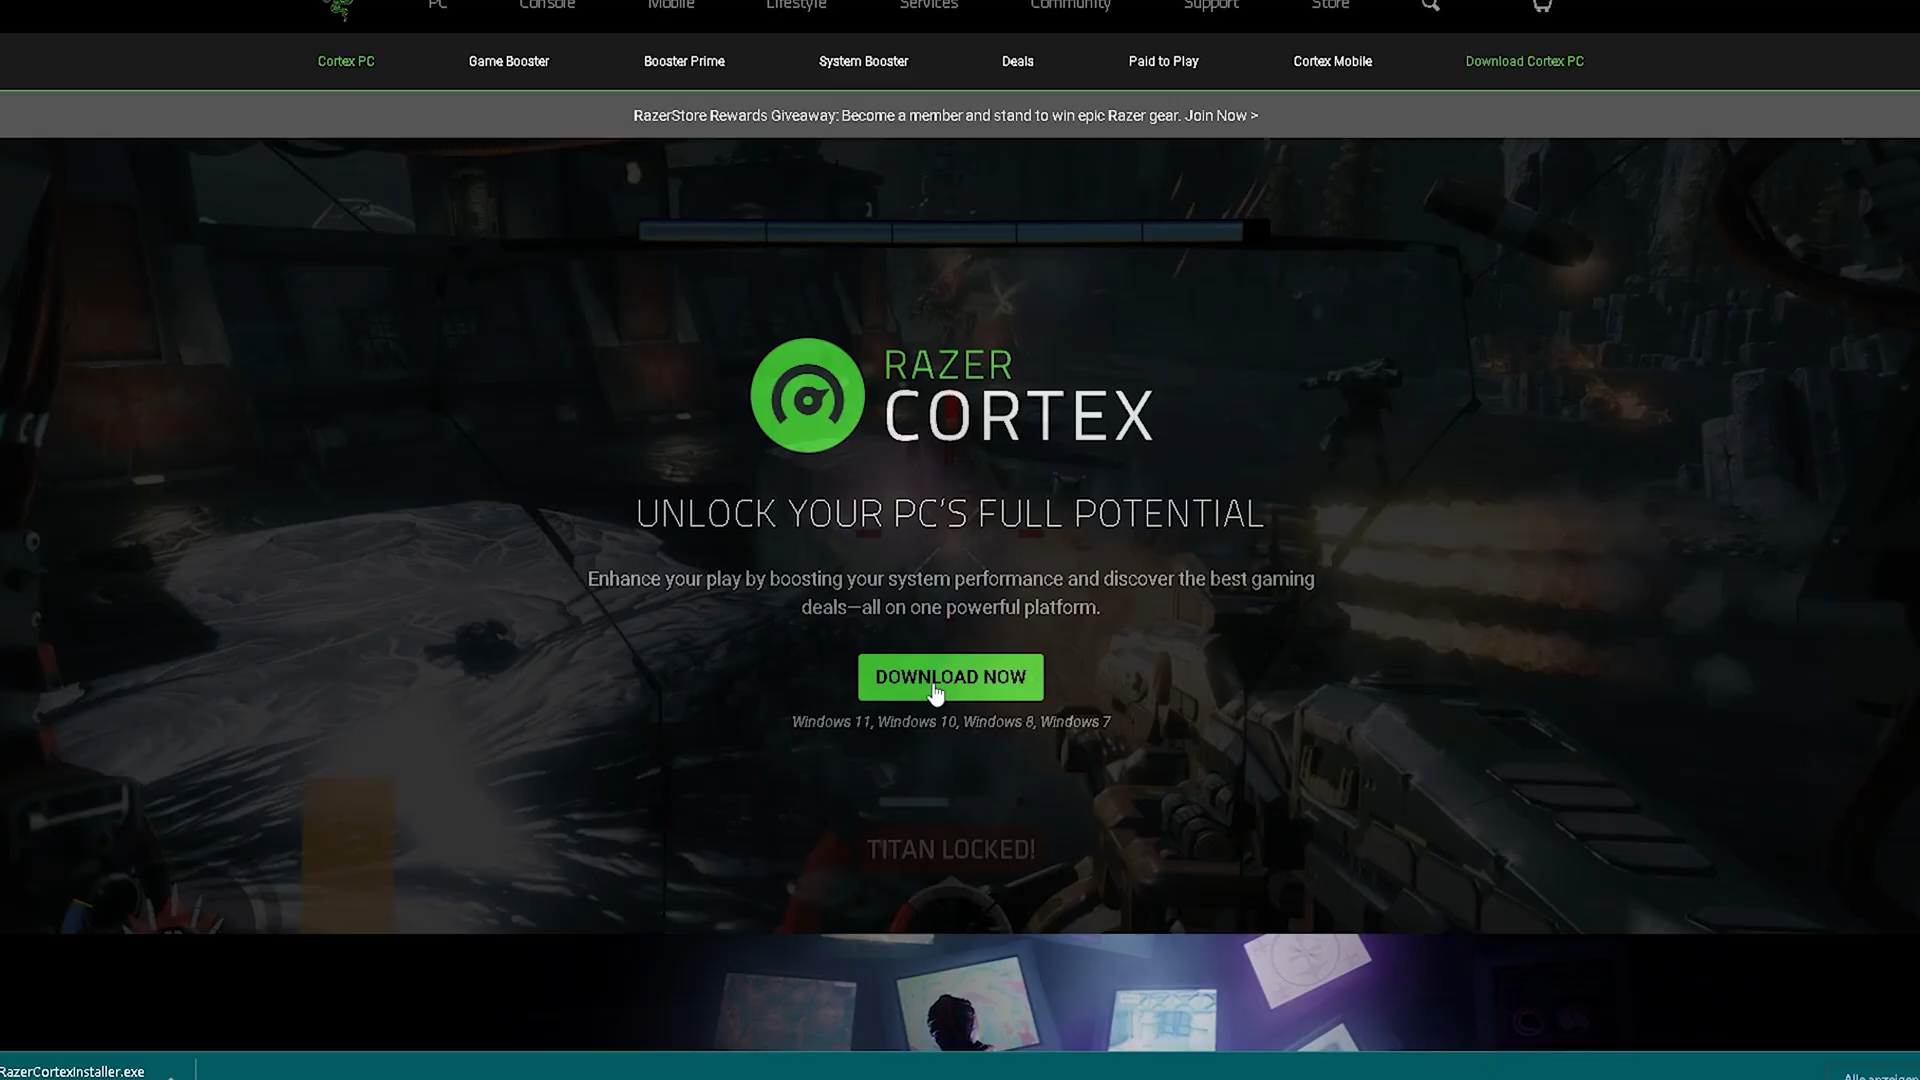 PC Console Mobile Lifestyle Services Community Support Store
Cortex PC Game Booster Booster Prime System Booster Deals Paid to Play Cortex Mobile Download Cortex PC
RazerStore Rewards Giveaway: Become a member and stand to win epic Razer gear. Join Now >
RAZER
CORTEX
UNLOCK YOUR PC'S FULL POTENTIAL
Enhance your play by boosting your system performance and discover the best gaming
deals—all on one powerful platform.
DOWNLOAD NOW
Windows 11, Windows 10, Windows 8, Windows 7
TITAN LOCKED!
RazerCortexInstaller.exe
Alle anzeigen